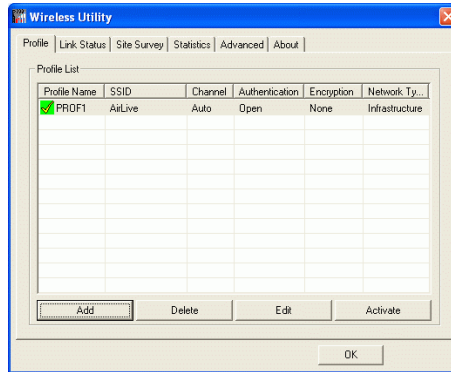 Wireless Utility
Profile Link Status Site Survey Statistics Advanced About
Profile List
Profile Name SSID Channel Authentication Encryption Network Ty...
PROF1 AirLive Auto Open None Infrastructure
Add Delete Edit Activate
OK